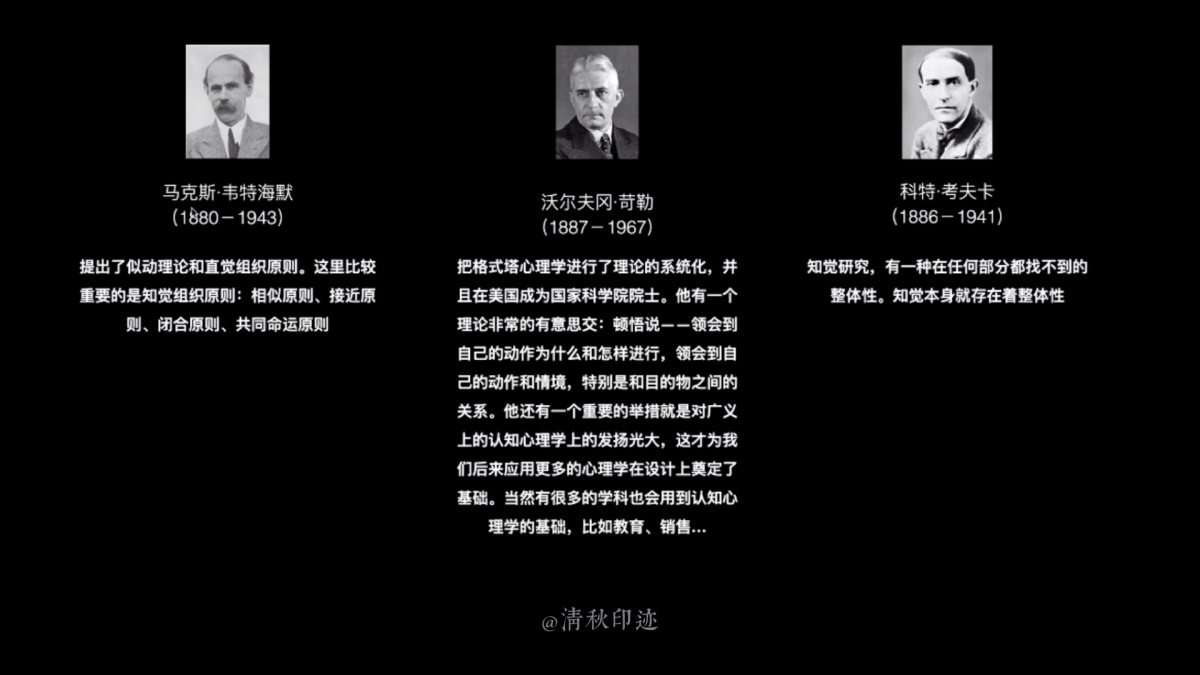 马克斯·韦特海默
（1880－1943）
提出了似动理论和直觉组织原则。这里比较
重要的是知觉组织原则：相似原则、接近原
则、闭合原则、共同命运原则
沃尔夫冈·苛勒
（1887－1967）
把格式塔心理学进行了理论的系统化，并
且在美国成为国家科学院院士。他有一个
理论非常的有意思交：顿悟说——领会到
自己的动作为什么和怎样进行，领会到自
己的动作和情境，特别是和目的物之间的
关系。他还有一个重要的举措就是对广义
上的认知心理学上的发扬光大，这才为我
们后来应用更多的心理学在设计上奠定了
基础。当然有很多的学科也会用到认知心
理学的基础，比如教育、销售...
科特·考夫卡
（1886－1941）
知觉研究，有一种在任何部分都找不到的
整体性。知觉本身就存在着整体性
@清秋印迹